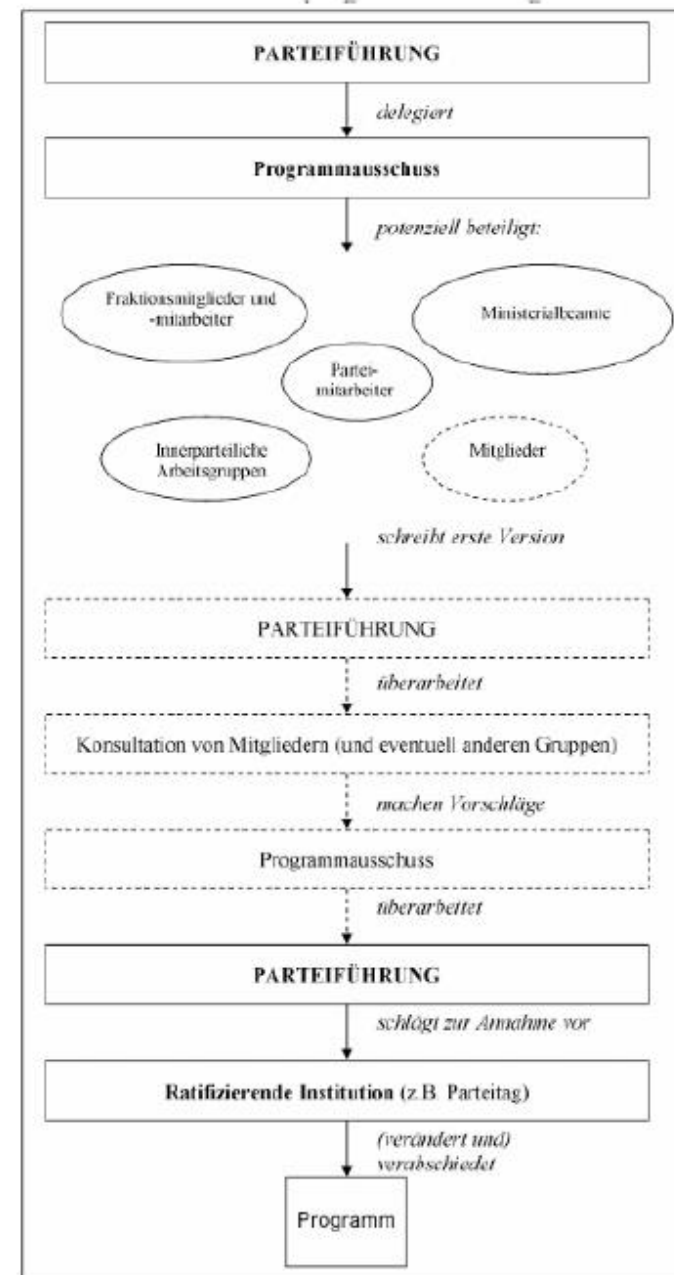 PARTEIFÜHRUNG
delegiert
Programmausschuss
potenziell beteiligt:
Fraktionsmitglieder und
-mitarbeiter
Ministerialbeamte
Partei-
mitarbeiter
Innerparteiliche
Arbeitsgruppen
Mitglieder
schreibt erste Version
PARTEIFÜHRUNG
überarbeitet
Konsultation von Mitgliedern (und eventuell anderen Gruppen)
machen Vorschläge
Programmausschuss
überarbeitet
PARTEIFÜHRUNG
schlägt zur Annahme vor
Ratifizierende Institution (z.B. Parteitag)
(verändert und)
verabschiedet
Programm